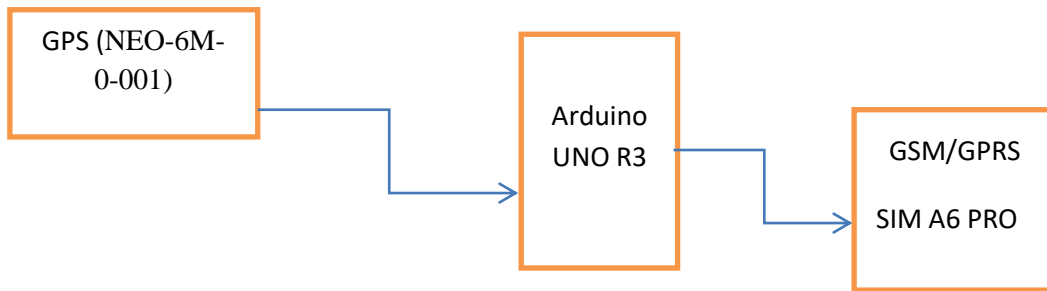 GPS (NEO-6M-
0-001)
Arduino
UNO R3
GSM/GPRS
SIM A6 PRO